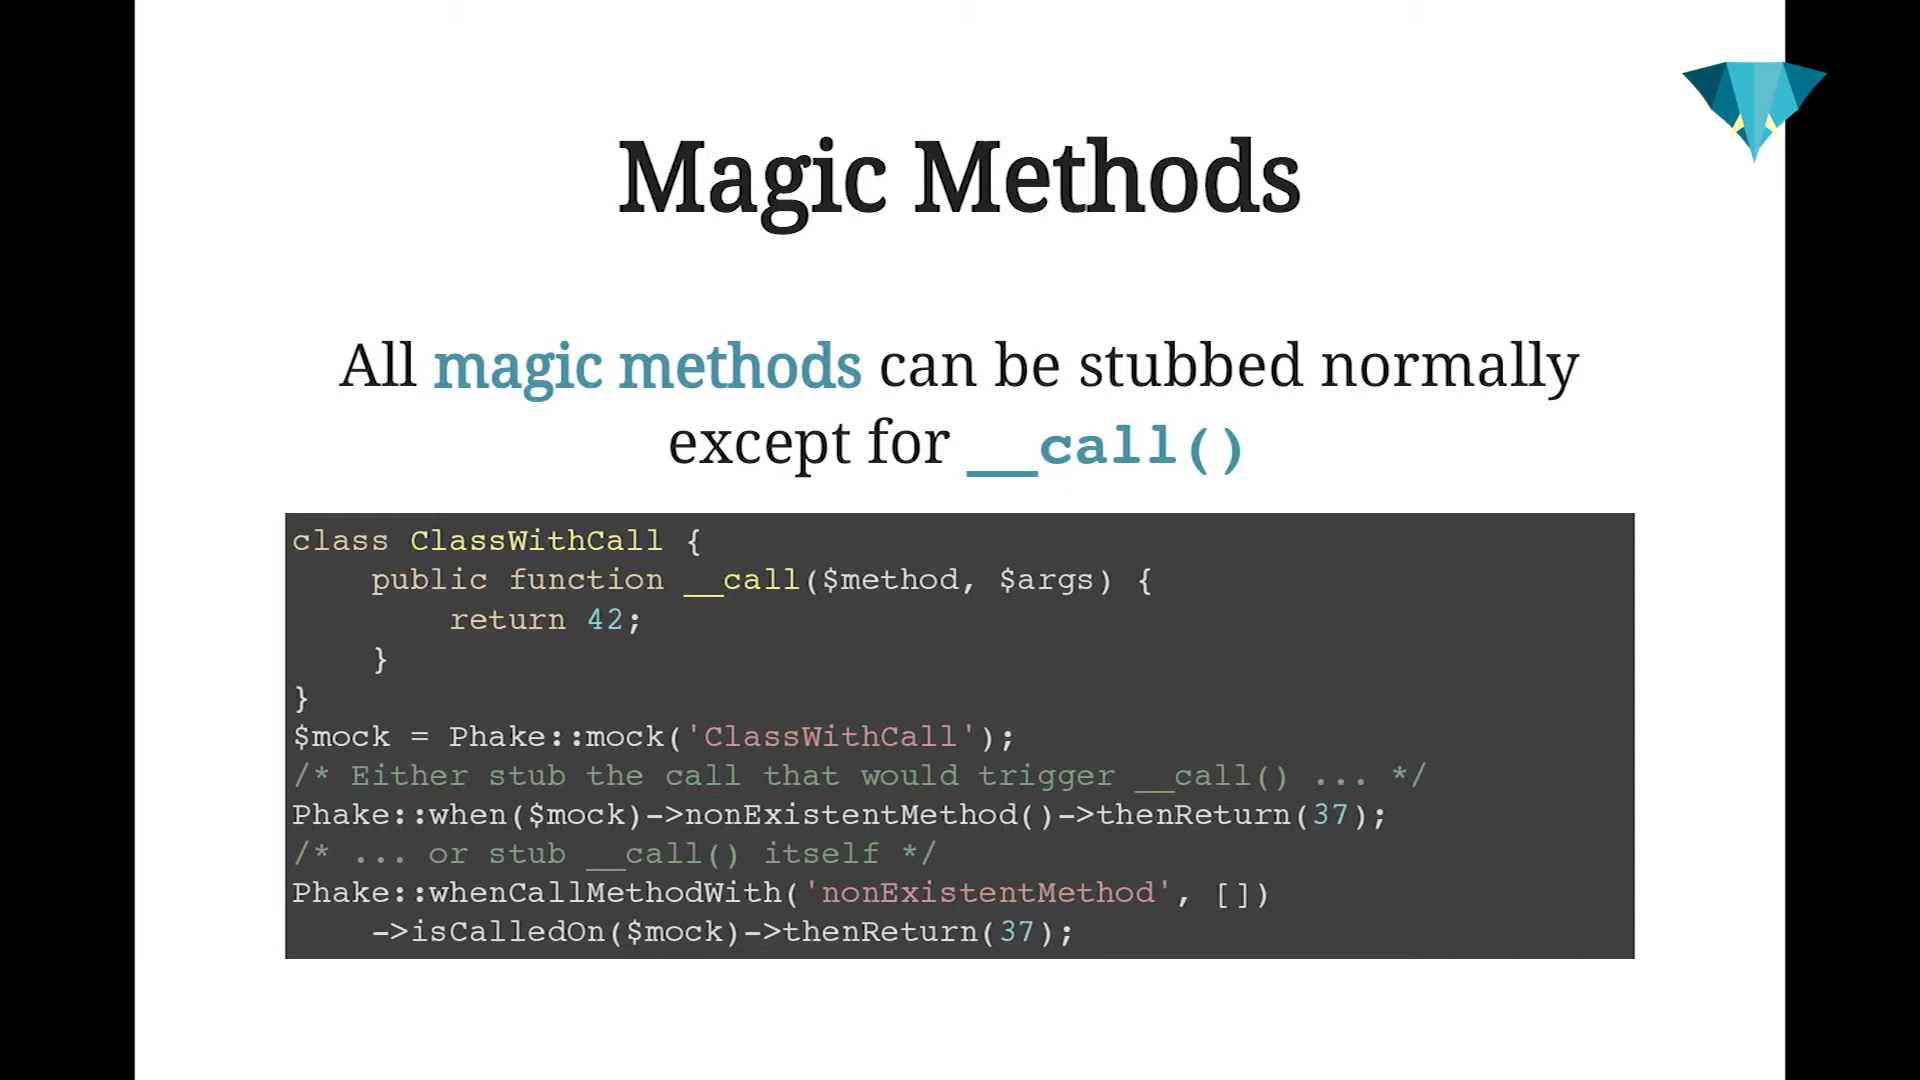 Magic Methods
All magic methods can be stubbed normally
except for __call()
class ClassWithCall {
    public function __call($method, $args) {
        return 42;
    }
}
$mock = Phake::mock('ClassWithCall');
/* Either stub the call that would trigger __call() ... */
Phake::when($mock)->nonExistentMethod()->thenReturn(37);
/* ... or stub __call() itself */
Phake::whenCallMethodWith('nonExistentMethod', [])
    ->isCalledOn($mock)->thenReturn(37);